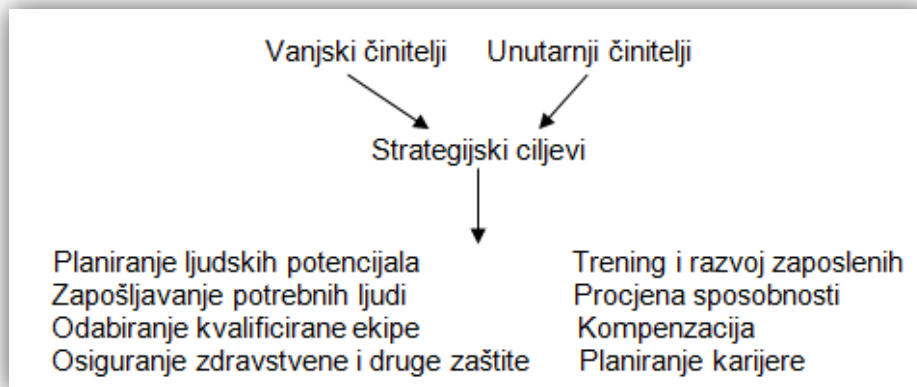 Vanjski činitelji Unutarnji činitelji
Strategijski ciljevi
Planiranje ljudskih potencijala Trening i razvoj zaposlenih
Zapošljavanje potrebnih ljudi Procjena sposobnosti
Odabiranje kvalificirane ekipe Kompenzacija
Osiguranje zdravstvene i druge zaštite Planiranje karijere